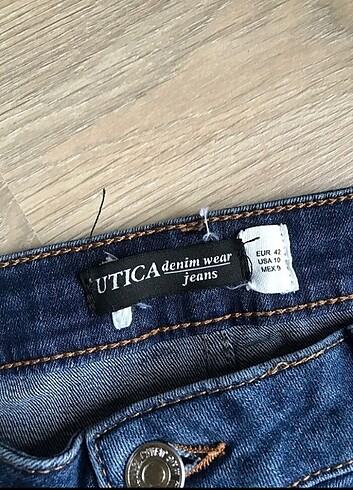 UTICA denim wear
jeans
EUR 42
USA 10
MEX 9